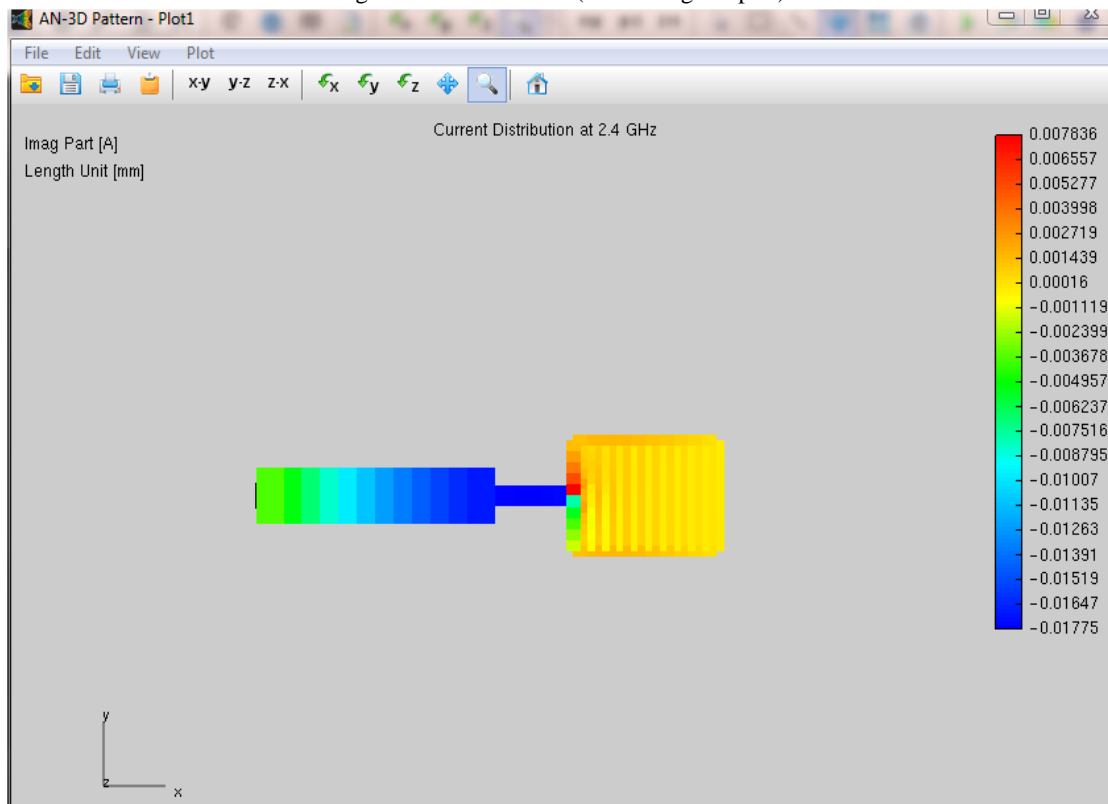 AN-3D Pattern - Plot1
File Edit View Plot
x-y y-z z-x x y z
Current Distribution at 2.4 GHz
Imag Part [A]
Length Unit [mm]
0.007836
0.006557
0.005277
0.003998
0.002719
0.001439
0.00016
-0.001119
-0.002399
-0.003678
-0.004957
-0.006237
-0.007516
-0.008795
-0.01007
-0.01135
-0.01263
-0.01391
-0.01519
-0.01647
-0.01775
y
z
x